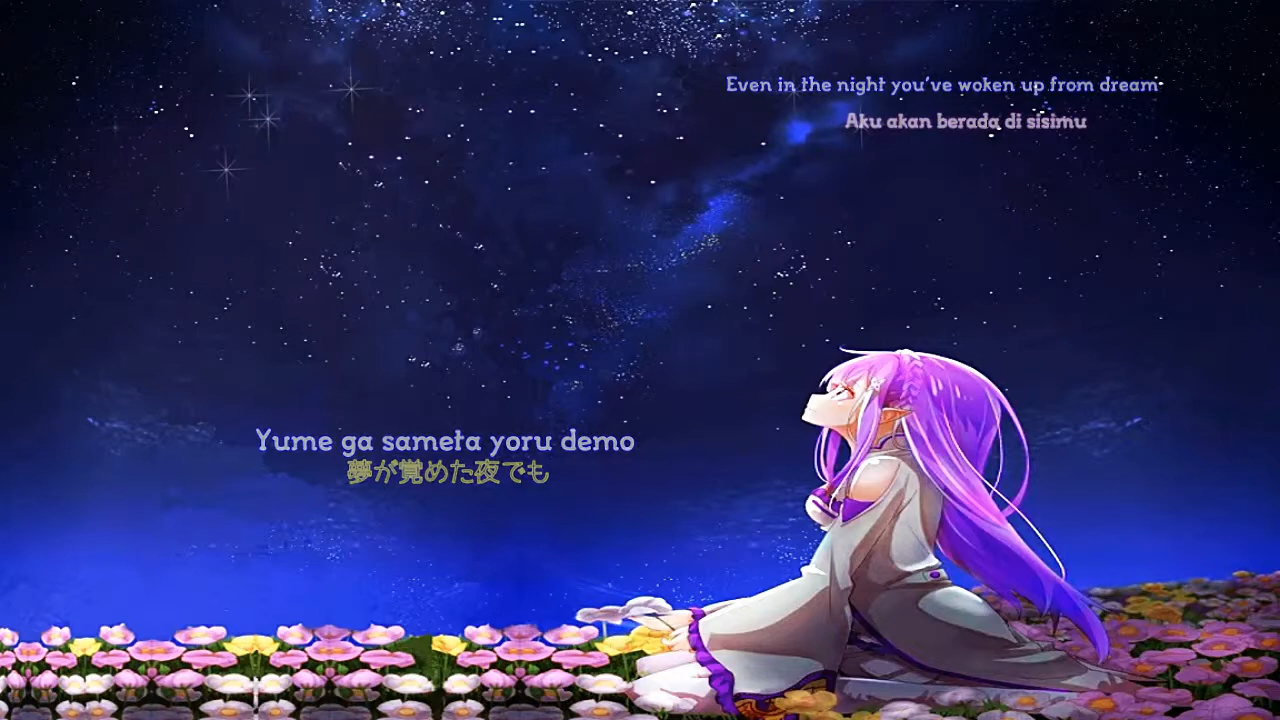 Even in the night you've woken up from dream
Aku akan berada di sisimu
Yume ga sameta yoru demo
夢が覚めた夜でも